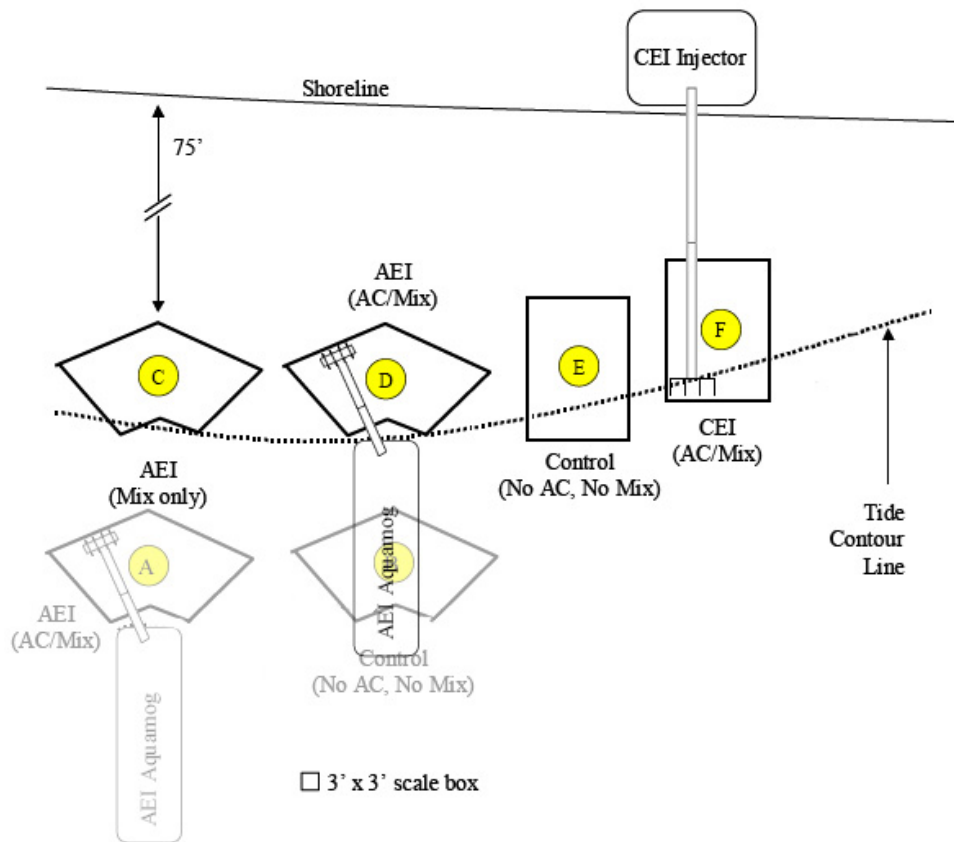 CEI Injector
Shoreline
75’
AEI
(AC/Mix)
C
D
E
F
AEI
(Mix only)
Control
(No AC, No Mix)
CEI
(AC/Mix)
Tide
Contour
Line
A
B
AEI
(AC/Mix)
AEI Aquamog
AEI Aquamog
Control
(No AC, No Mix)
3’ x 3’ scale box